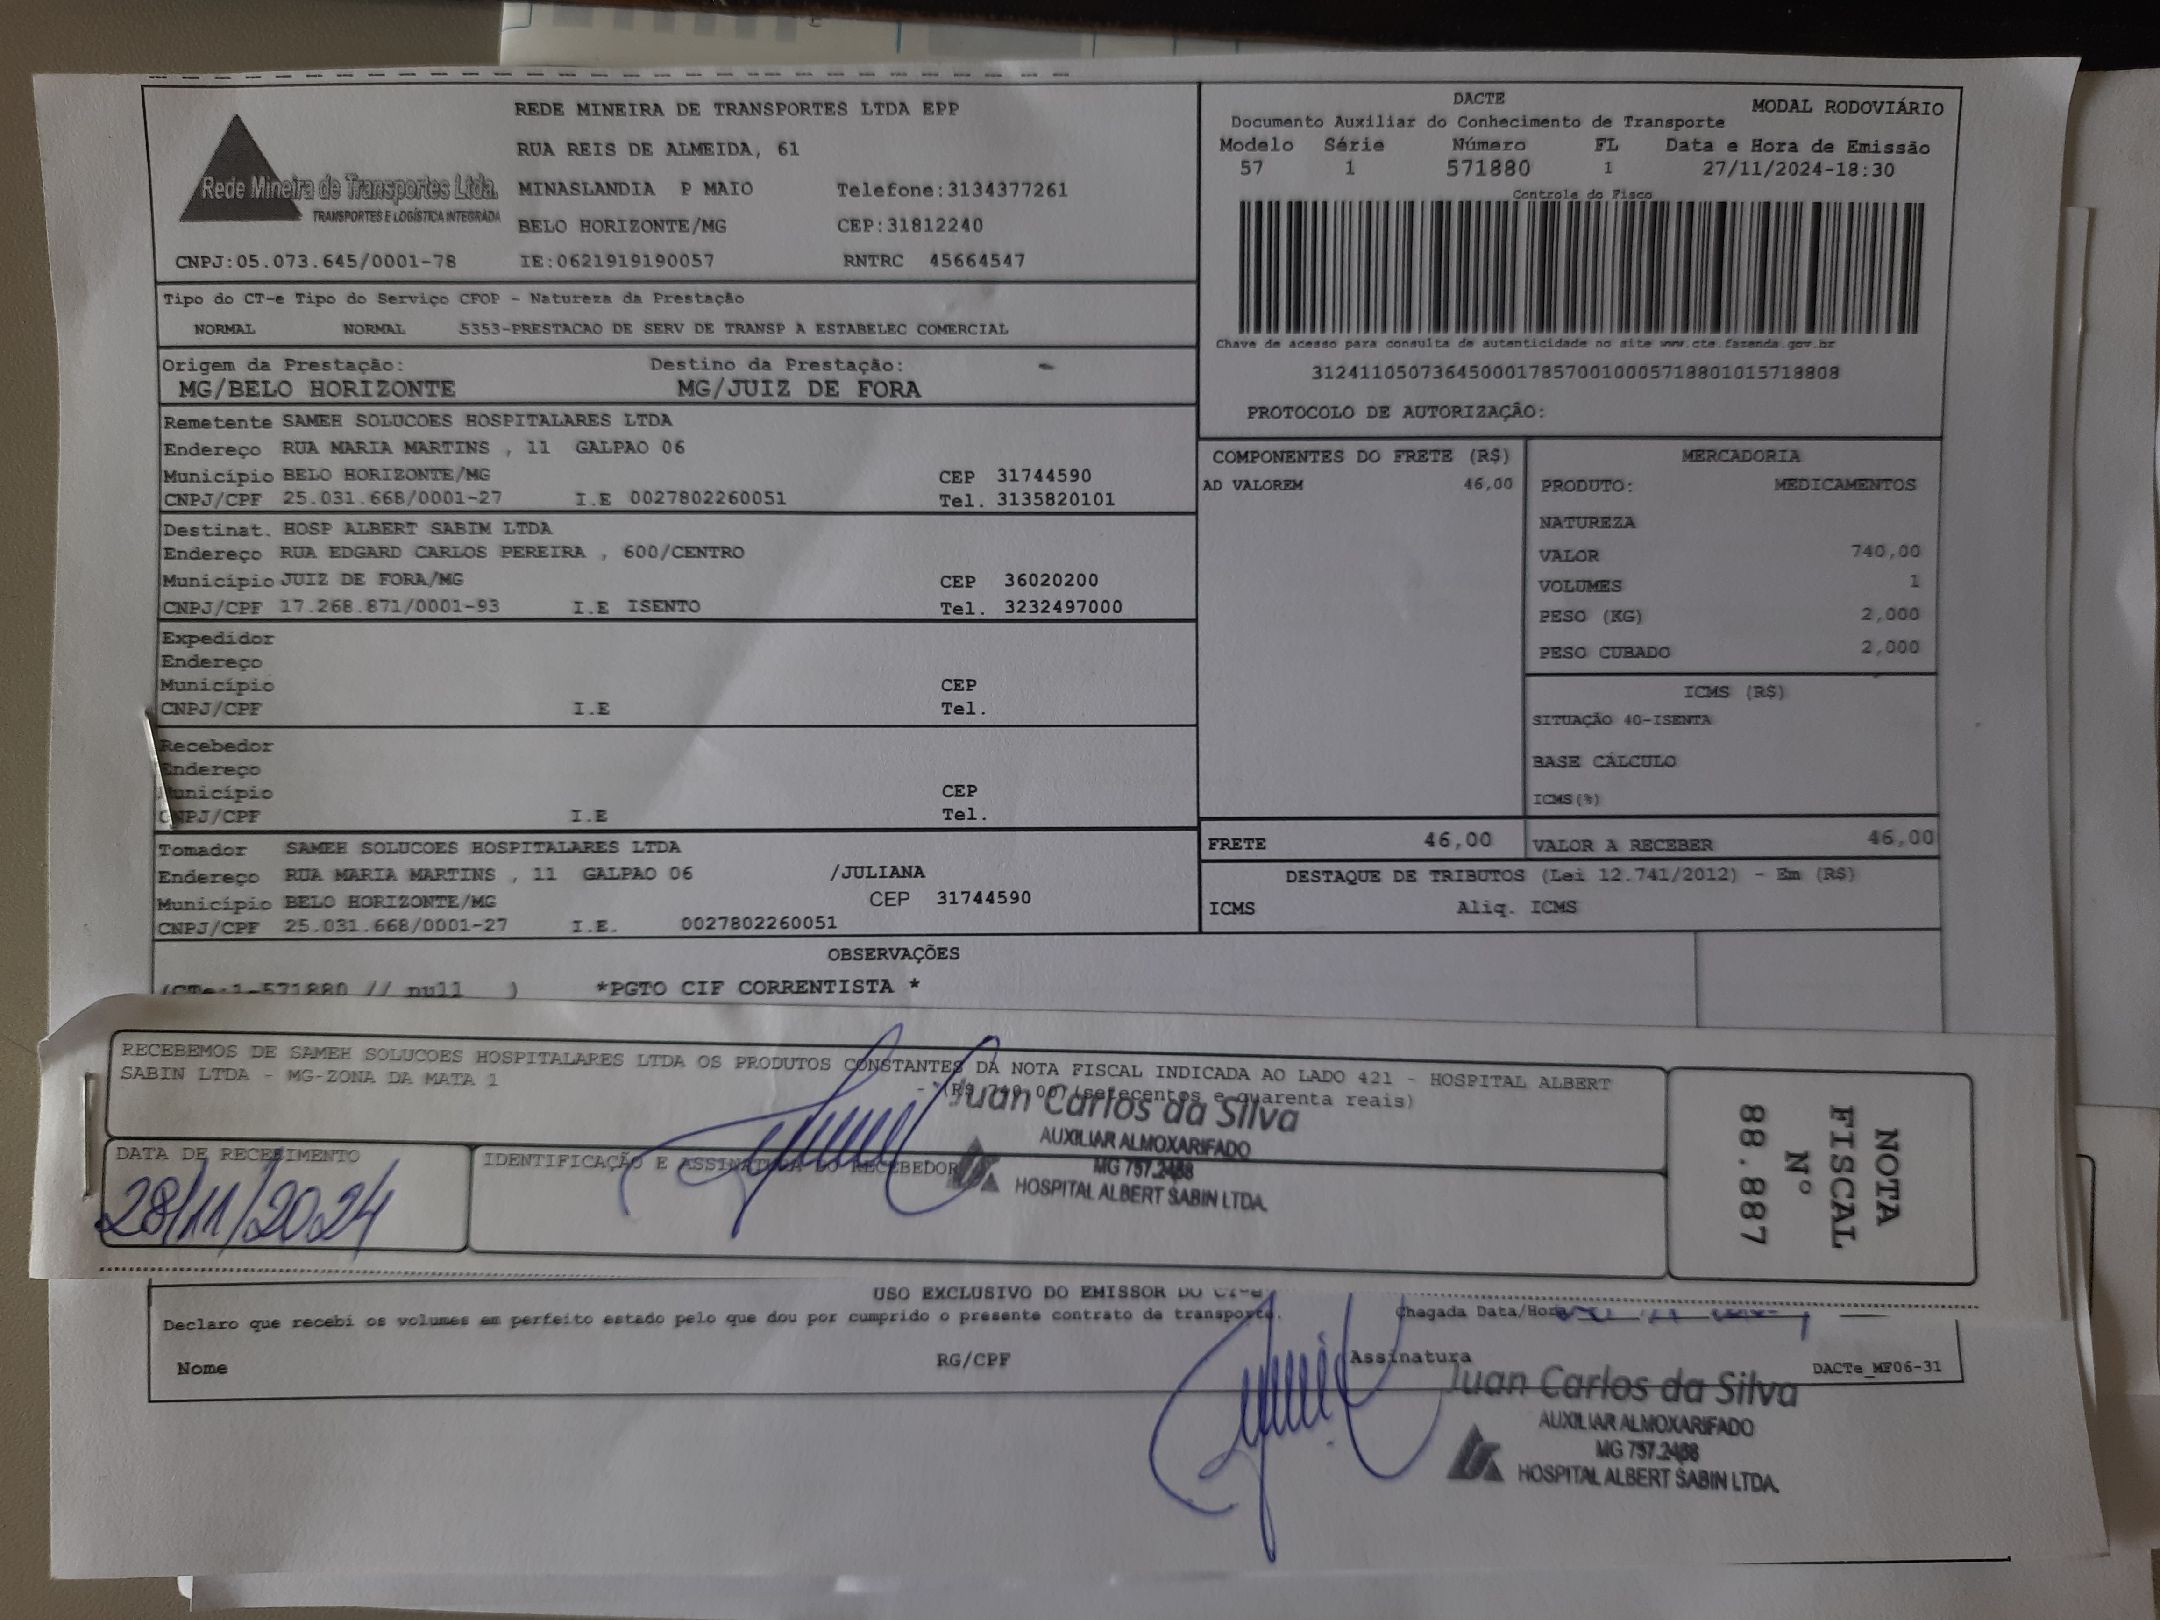 REDE MINEIRA DE TRANSPORTES LTDA EPP
RUA REIS DE ALMEIDA, 61
MINASLANDIA P MAIO Telefone:3134377261
BELO HORIZONTE/MG CEP:31812240
Rede Mineira de Transportes Ltda.
TRANSPORTES E LOGÍSTICA INTEGRADA
CNPJ:05.073.645/0001-78 IE:0621919190057 RNTRC 45664547
DACTE MODAL RODOVIÁRIO
Documento Auxiliar do Conhecimento de Transporte
Modelo Série Número FL Data e Hora de Emissão
57 1 571880 1 27/11/2024-18:30
Controle do Fisco
Chave de acesso para consulta de autenticidade no site www.cte.fazenda.gov.br
31241105073645000178570010005718801015718808
PROTOCOLO DE AUTORIZAÇÃO:
Tipo do CT-e Tipo do Serviço CFOP - Natureza da Prestação
NORMAL NORMAL 5353-PRESTACAO DE SERV DE TRANSP A ESTABELEC COMERCIAL
Origem da Prestação: Destino da Prestação:
MG/BELO HORIZONTE MG/JUIZ DE FORA
Remetente SAMEH SOLUCOES HOSPITALARES LTDA
Endereço RUA MARIA MARTINS , 11 GALPAO 06
Município BELO HORIZONTE/MG CEP 31744590
CNPJ/CPF 25.031.668/0001-27 I.E 0027802260051 Tel. 3135820101
Destinat. HOSP ALBERT SABIM LTDA
Endereço RUA EDGARD CARLOS PEREIRA , 600/CENTRO
Município JUIZ DE FORA/MG CEP 36020200
CNPJ/CPF 17.268.871/0001-93 I.E ISENTO Tel. 3232497000
Expedidor
Endereço
Município CEP
CNPJ/CPF I.E Tel.
Recebedor
Endereço
Município CEP
CNPJ/CPF I.E Tel.
Tomador SAMEH SOLUCOES HOSPITALARES LTDA
Endereço RUA MARIA MARTINS , 11 GALPAO 06 /JULIANA
Município BELO HORIZONTE/MG CEP 31744590
CNPJ/CPF 25.031.668/0001-27 I.E. 0027802260051
COMPONENTES DO FRETE (R$)
AD VALOREM 46,00
MERCADORIA
PRODUTO: MEDICAMENTOS
NATUREZA
VALOR 740,00
VOLUMES 1
PESO (KG) 2,000
PESO CUBADO 2,000
ICMS (R$)
SITUAÇÃO 40-ISENTA
BASE CÁLCULO
ICMS(%)
FRETE 46,00 VALOR A RECEBER 46,00
DESTAQUE DE TRIBUTOS (Lei 12.741/2012) - Em (R$)
ICMS Aliq. ICMS
OBSERVAÇÕES
(CTe:1-571880 // null ) *PGTO CIF CORRENTISTA *
RECEBEMOS DE SAMEH SOLUCOES HOSPITALARES LTDA OS PRODUTOS CONSTANTES DA NOTA FISCAL INDICADA AO LADO 421 - HOSPITAL ALBERT
SABIN LTDA - MG-ZONA DA MATA 1
- (R$ 740,00) (setecentos e quarenta reais)
Juan Carlos da Silva
AUXILIAR ALMOXARIFADO
HOSPITAL ALBERT SABIN LTDA.
DATA DE RECEBIMENTO
28/11/2024
IDENTIFICAÇÃO E ASSINATURA DO RECEBEDOR
NOTA
FISCAL
Nº
88.887
USO EXCLUSIVO DO EMISSOR DO CT-e
Declaro que recebi os volumes em perfeito estado pelo que dou por cumprido o presente contrato de transporte.
Chegada Data/Hora
Nome RG/CPF Assinatura
DACTe_MF06-31
Juan Carlos da Silva
AUXILIAR ALMOXARIFADO
HOSPITAL ALBERT SABIN LTDA.